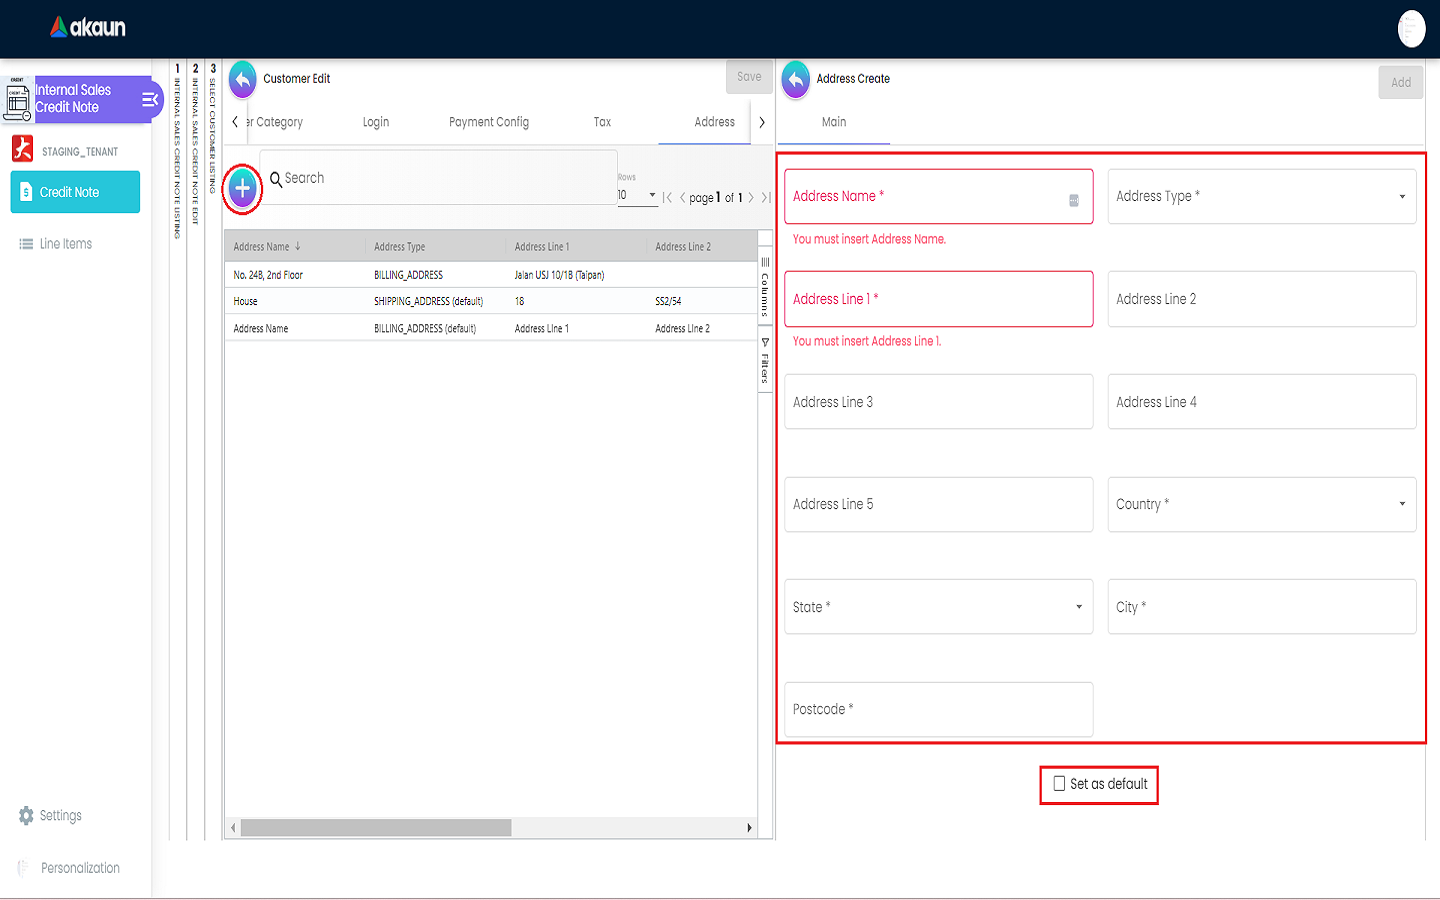 akaun
CREDIT
Internal Sales
Credit Note
STAGING_TENANT
Credit Note
Line Items
Settings
Personalization
1 INTERNAL SALES CREDIT NOTE LISTING
2 INTERNAL SALES CREDIT NOTE EDIT
3 SELECT CUSTOMER LISTING
Customer Edit
Save
er Category
Login
Payment Config
Tax
Address
Search
Rows
10
page 1 of 1
Address Name Address Type Address Line 1 Address Line 2
No. 24B, 2nd Floor BILLING_ADDRESS Jalan USJ 10/1B (Taipan)
House SHIPPING_ADDRESS (default) 18 SS2/54
Address Name BILLING_ADDRESS (default) Address LIne 1 Address LIne 2
Columns
Filters
Address Create
Add
Main
Address Name *
Address Type *
You must insert Address Name.
Address Line 1 *
Address Line 2
You must insert Address Line 1.
Address Line 3
Address Line 4
Address Line 5
Country *
State *
City *
Postcode *
Set as default